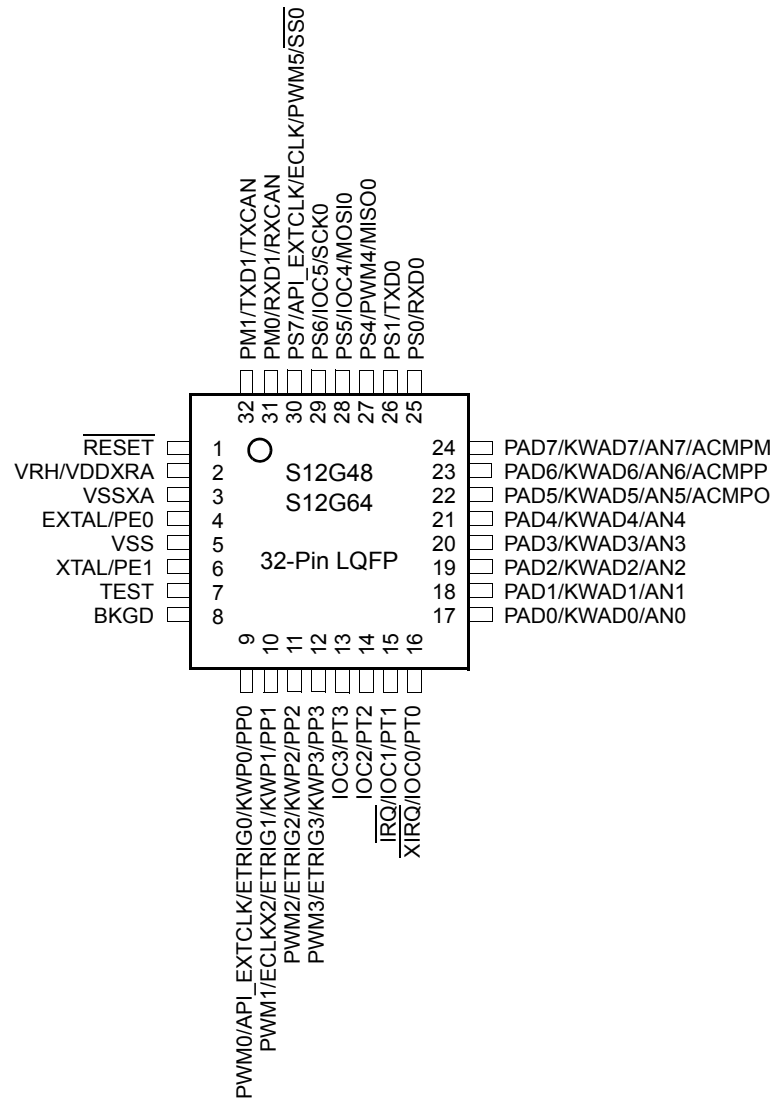 PM1/TXD1/TXCAN
PM0/RXD1/RXCAN
PS7/API_EXTCLK/ECLK/PWM5/SS0
PS6/IOC5/SCK0
PS5/IOC4/MOSI0
PS4/PWM4/MISO0
PS1/TXD0
PS0/RXD0
32
31
30
29
28
27
26
25
RESET 1
VRH/VDDXRA 2
VSSXA 3
EXTAL/PE0 4
VSS 5
XTAL/PE1 6
TEST 7
BKGD 8
S12G48
S12G64
32-Pin LQFP
24 PAD7/KWAD7/AN7/ACMPM
23 PAD6/KWAD6/AN6/ACMPP
22 PAD5/KWAD5/AN5/ACMPO
21 PAD4/KWAD4/AN4
20 PAD3/KWAD3/AN3
19 PAD2/KWAD2/AN2
18 PAD1/KWAD1/AN1
17 PAD0/KWAD0/AN0
9
10
11
12
13
14
15
16
PWM0/API_EXTCLK/ETRIG0/KWP0/PP0
PWM1/ECLKX2/ETRIG1/KWP1/PP1
PWM2/ETRIG2/KWP2/PP2
PWM3/ETRIG3/KWP3/PP3
IOC3/PT3
IOC2/PT2
IRQ/IOC1/PT1
XIRQ/IOC0/PT0